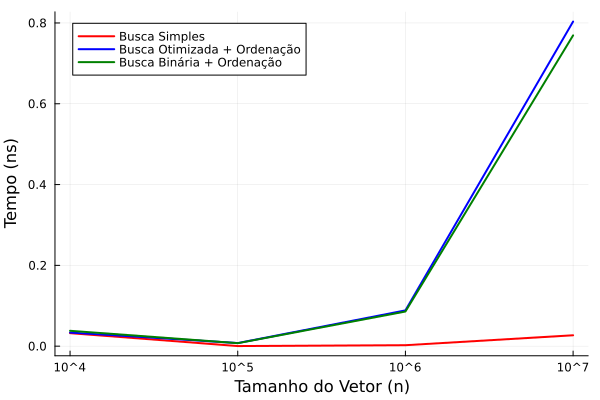 Busca Simples
Busca Otimizada + Ordenação
Busca Binária + Ordenação
0.8
0.6
0.4
0.2
0.0
Tempo (ns)
10^4
10^5
10^6
10^7
Tamanho do Vetor (n)